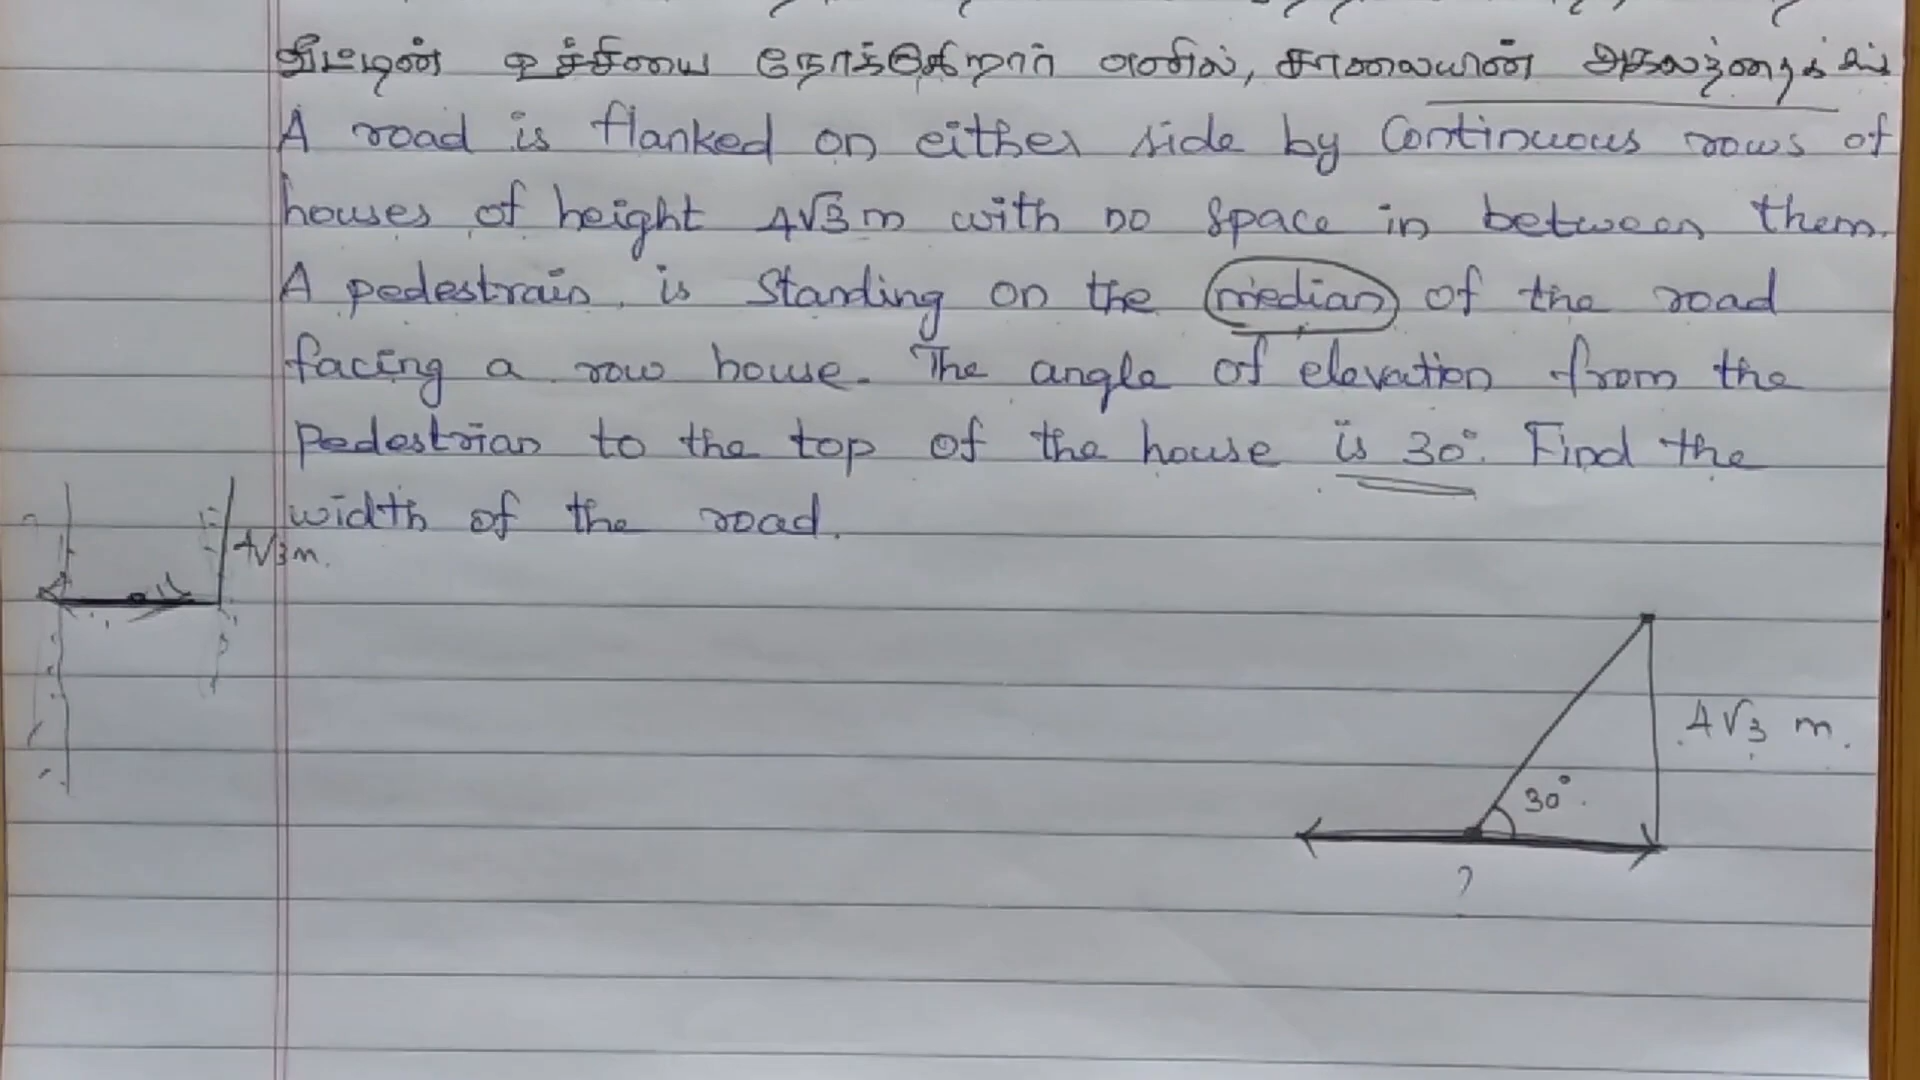 வீட்டின் உச்சியை நோக்குகிறார் எனில், சாலையின் அகலத்தைக்
A road is flanked on either side by Continuous rows of
houses of height 4√3 m with no space in between them.
A pedestrain is standing on the median of the road
facing a row house. The angle of elevation from the
Pedestrian to the top of the house is 30°. Find the
width of the road.
4√3 m.
4√3 m.
30°.
?